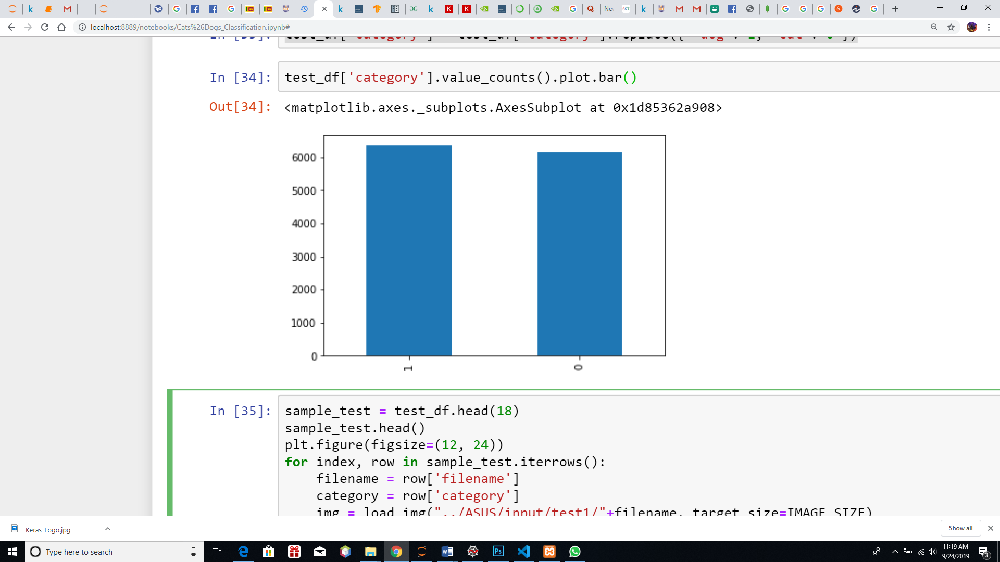 Nev
SST
localhost:8889/notebooks/Cats%26Dogs_Classification.ipynb#
In [34]: test_df['category'].value_counts().plot.bar()
Out[34]: <matplotlib.axes._subplots.AxesSubplot at 0x1d85362a908>
6000
5000
4000
3000
2000
1000
0
1 0
In [35]: sample_test = test_df.head(18)
sample_test.head()
plt.figure(figsize=(12, 24))
for index, row in sample_test.iterrows():
filename = row['filename']
category = row['category']
img = load_img("../ASUS/input/test1/"+filename, target_size=IMAGE_SIZE)
Keras_Logo.jpg
Show all
Type here to search
Ps
11:19 AM
9/24/2019
3